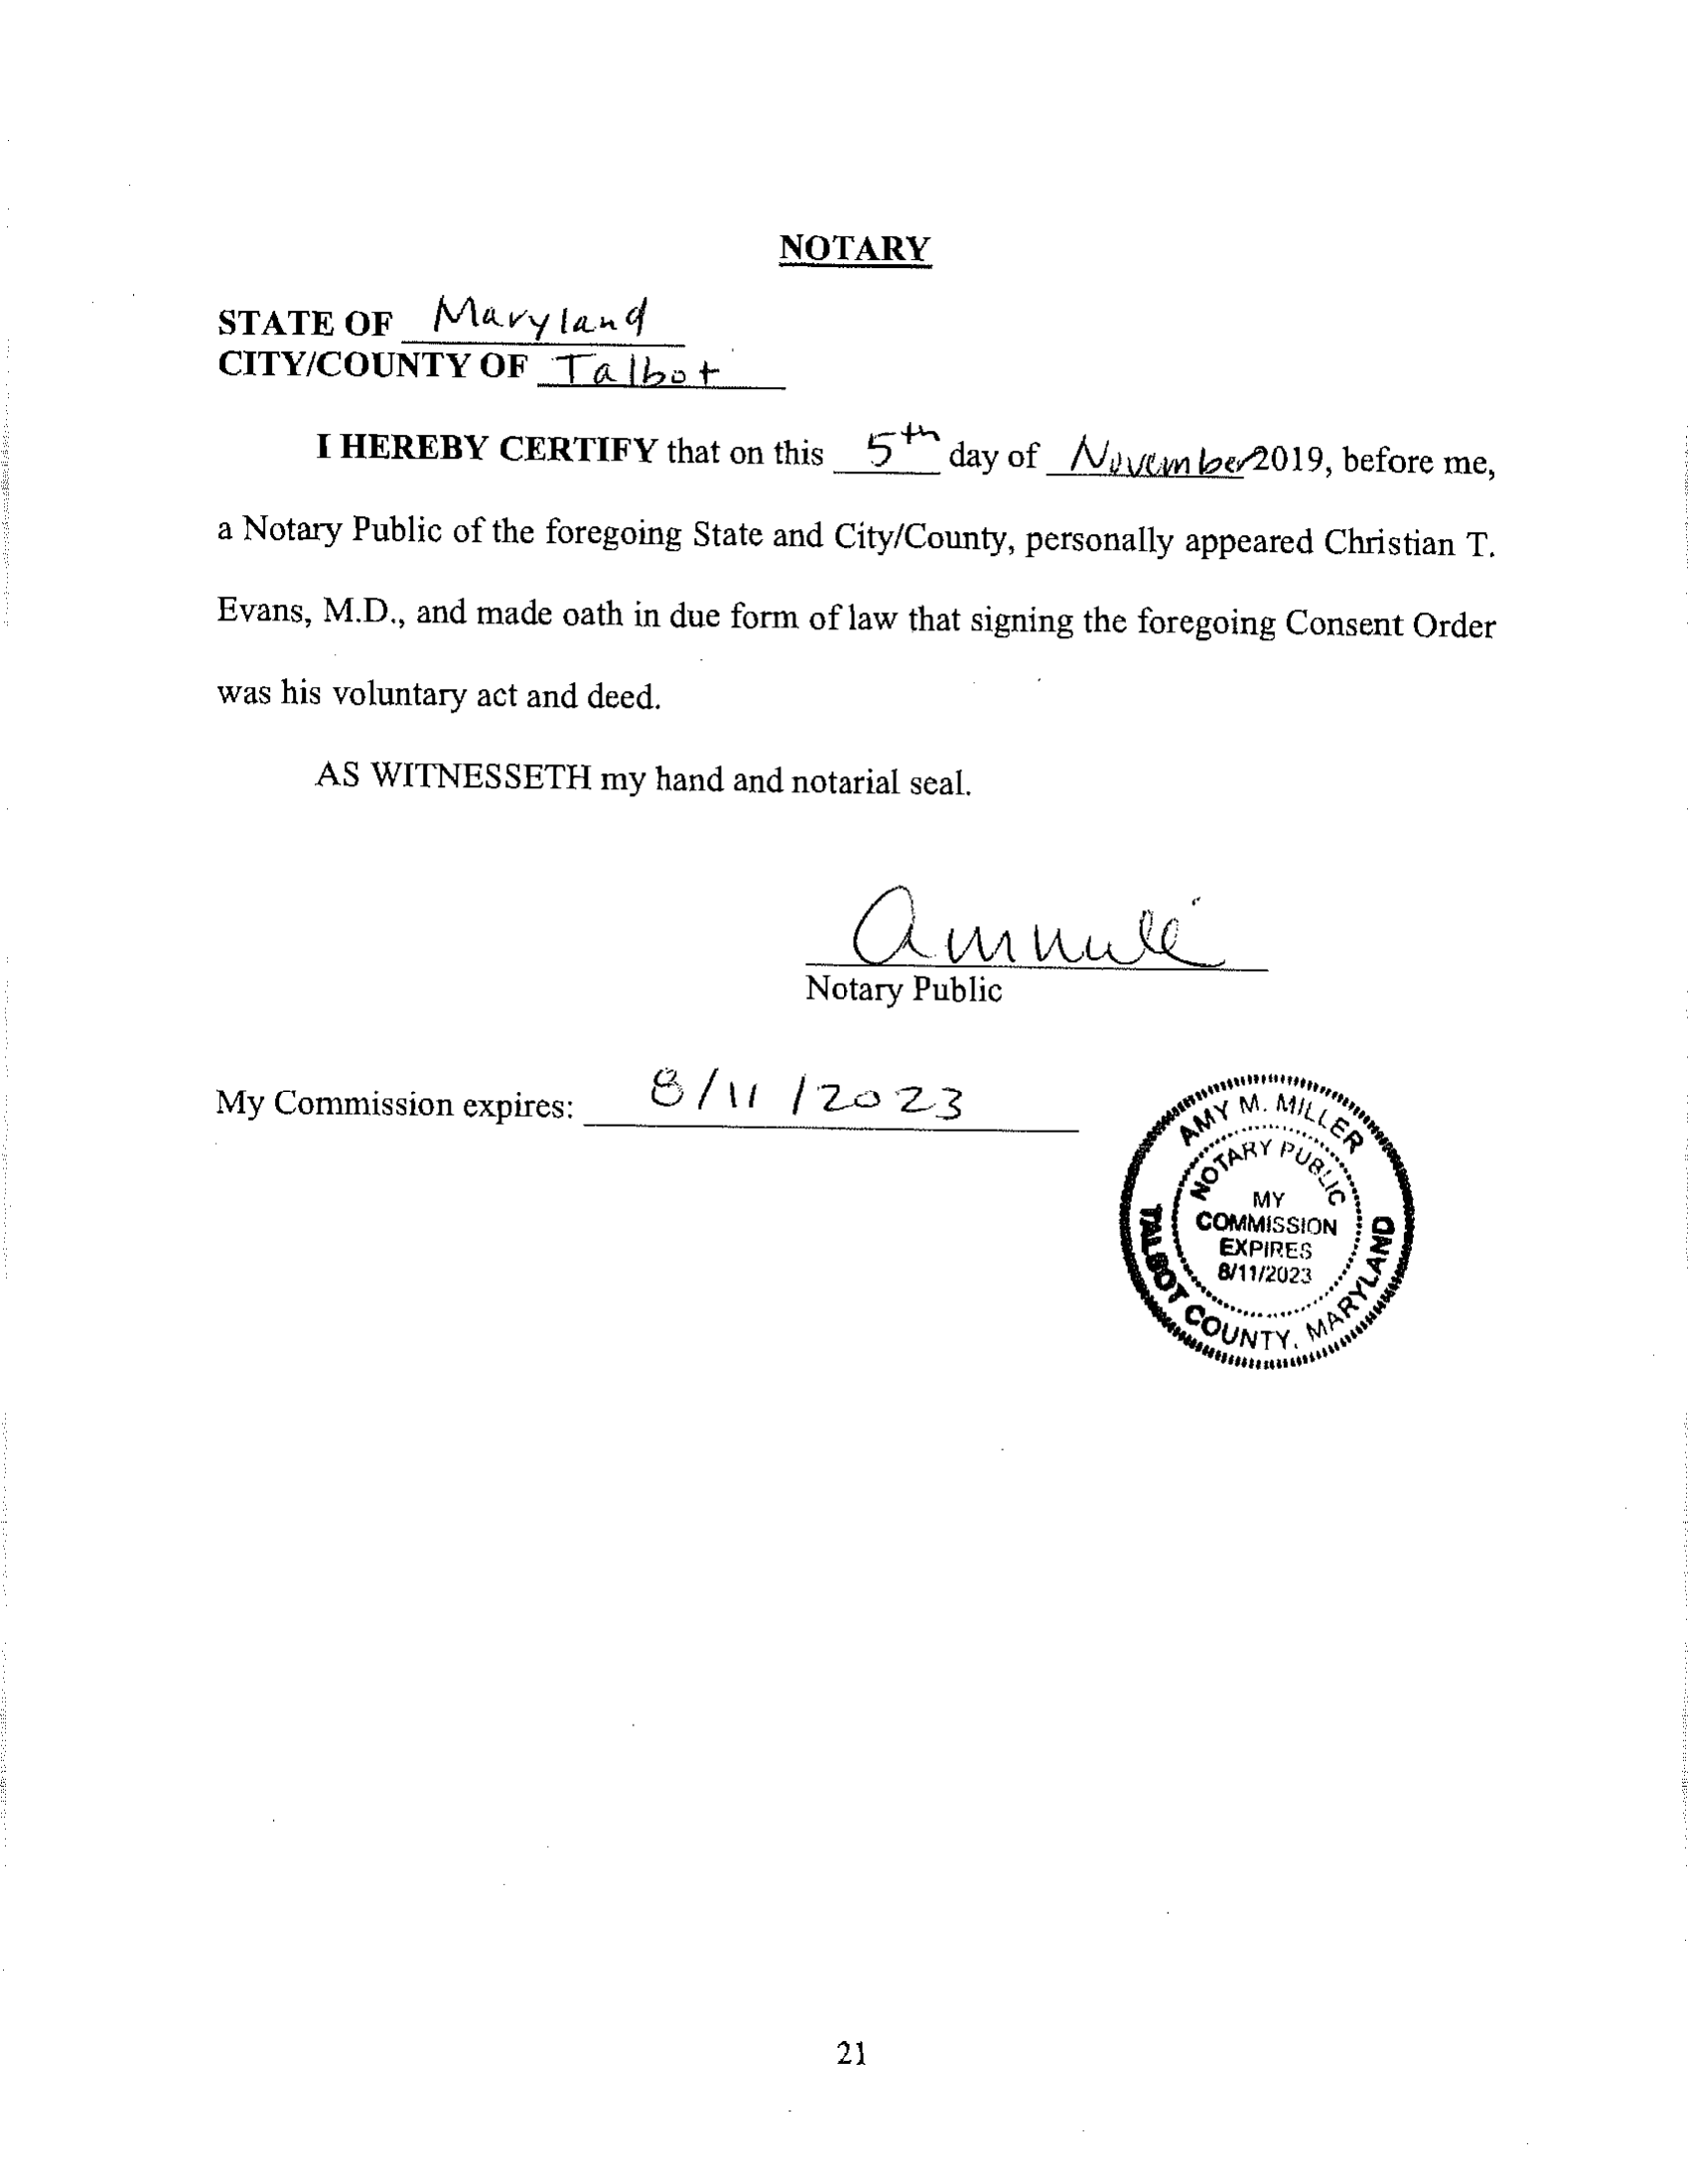 NOTARY
STATE OF Maryland
CITY/COUNTY OF Talbot
I HEREBY CERTIFY that on this 5th day of November 2019, before me,
a Notary Public of the foregoing State and City/County, personally appeared Christian T.
Evans, M.D., and made oath in due form of law that signing the foregoing Consent Order
was his voluntary act and deed.
AS WITNESSETH my hand and notarial seal.
Notary Public
My Commission expires: 8/11/2023
AMY M. MILLER
NOTARY PUBLIC
MY
COMMISSION
EXPIRES
8/11/2023
TALBOT COUNTY, MARYLAND
21